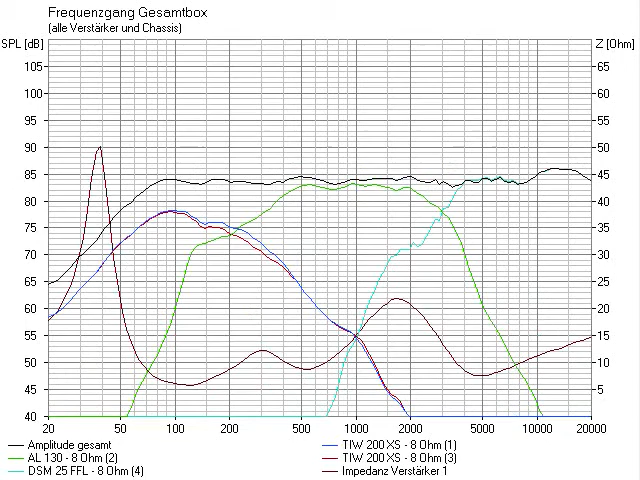 Frequenzgang Gesamtbox
(alle Verstärker und Chassis)
SPL [dB] Z [Ohm]
105 65
100 60
95 55
90 50
85 45
80 40
75 35
70 30
65 25
60 20
55 15
50 10
45 5
40
20 50 100 200 500 1000 2000 5000 10000 20000
Amplitude gesamt TIW 200 XS - 8 Ohm (1)
AL 130 - 8 Ohm (2) TIW 200 XS - 8 Ohm (3)
DSM 25 FFL - 8 Ohm (4) Impedanz Verstärker 1